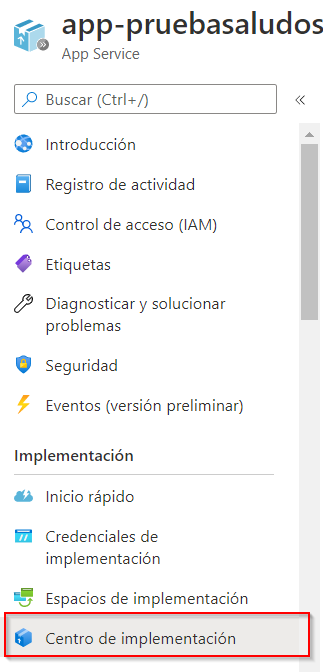 app-pruebasaludos
App Service
Buscar (Ctrl+/)
«
Introducción
Registro de actividad
Control de acceso (IAM)
Etiquetas
Diagnosticar y solucionar
problemas
Seguridad
Eventos (versión preliminar)
Implementación
Inicio rápido
Credenciales de
implementación
Espacios de implementación
Centro de implementación